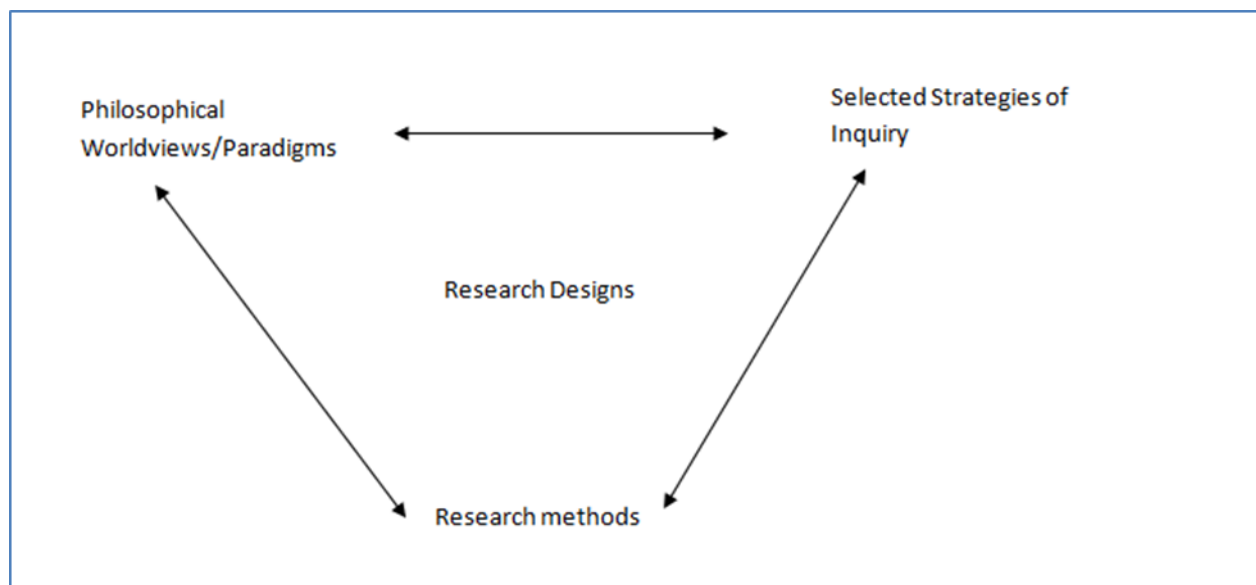 Philosophical
Worldviews/Paradigms
Selected Strategies of
Inquiry
Research Designs
Research methods